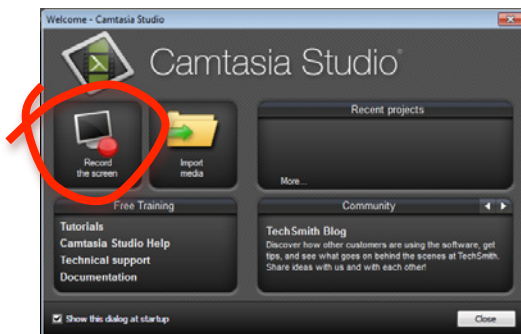 Welcome - Camtasia Studio
Camtasia Studio®
Record
the screen
Import
media
Recent projects
More...
Free Training
Tutorials
Camtasia Studio Help
Technical support
Documentation
Community
TechSmith Blog
Discover how other customers are using the software, get
tips, and see what goes on behind the scenes at TechSmith.
Share ideas with us and with each other!
Show this dialog at startup
Close